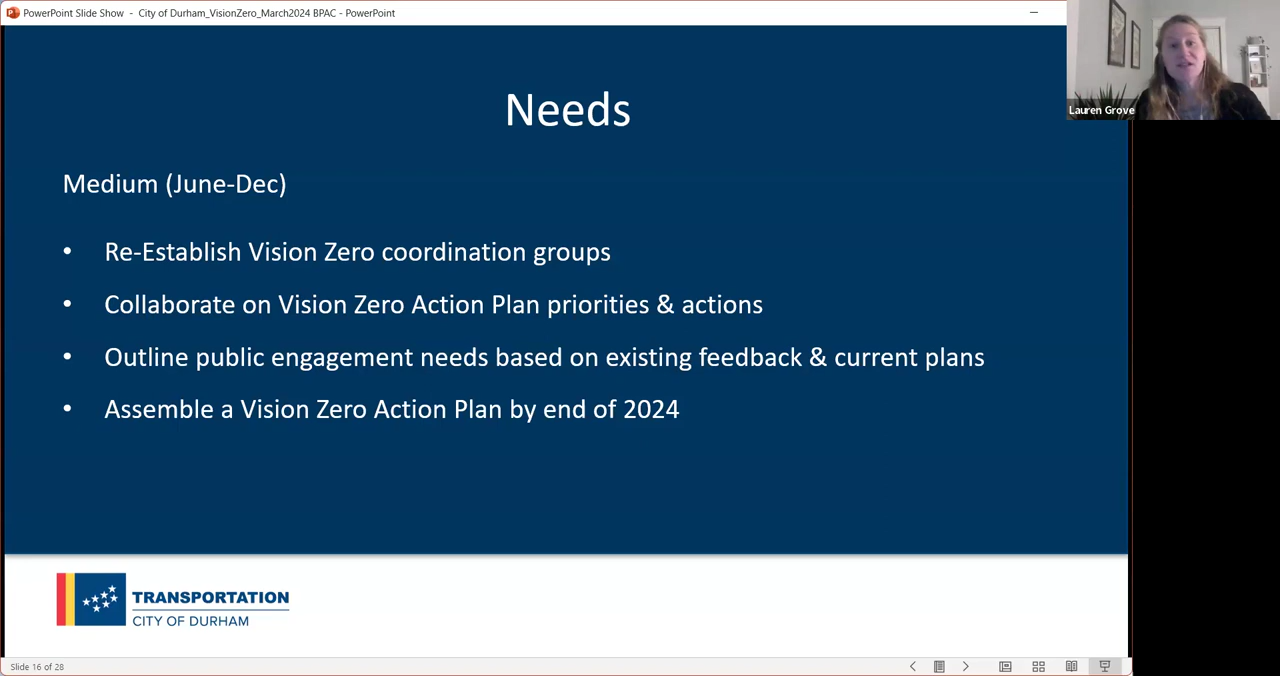 PowerPoint Slide Show - City of Durham_VisionZero_March2024 BPAC - PowerPoint
Lauren Grove
Needs
Medium (June-Dec)
• Re-Establish Vision Zero coordination groups
• Collaborate on Vision Zero Action Plan priorities & actions
• Outline public engagement needs based on existing feedback & current plans
• Assemble a Vision Zero Action Plan by end of 2024
TRANSPORTATION
CITY OF DURHAM
Slide 16 of 28